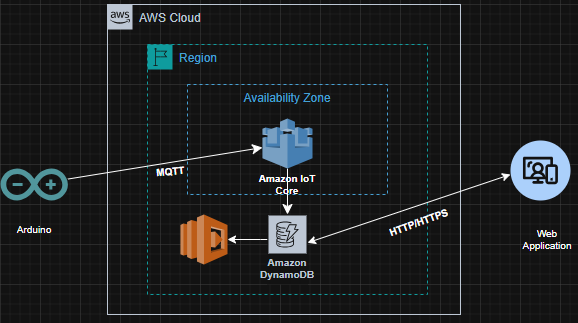 aws
AWS Cloud
Region
Availability Zone
MQTT
Amazon IoT
Core
Arduino
HTTP/HTTPS
Web
Application
Amazon
DynamoDB